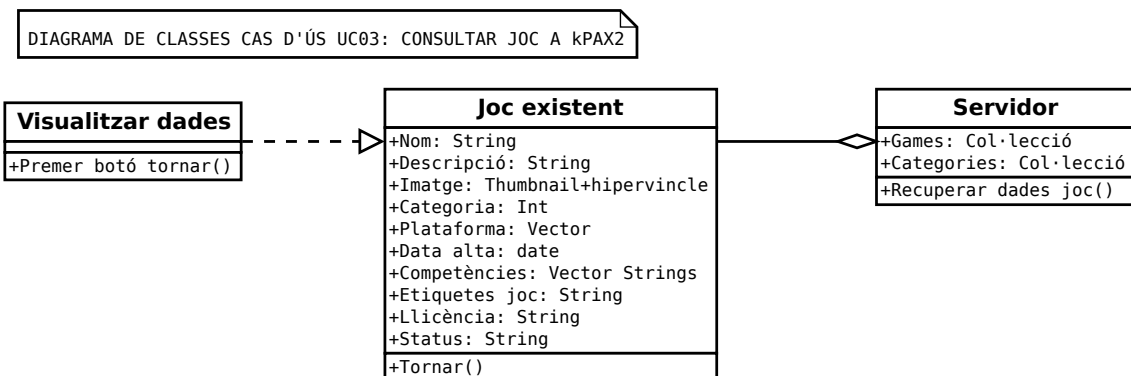 DIAGRAMA DE CLASSES CAS D'ÚS UC03: CONSULTAR JOC A kPAX2
Visualitzar dades
+Premer botó tornar()
Joc existent
+Nom: String
+Descripció: String
+Imatge: Thumbnail+hipervincle
+Categoria: Int
+Plataforma: Vector
+Data alta: date
+Competències: Vector Strings
+Etiquetes joc: String
+Llicència: String
+Status: String
+Tornar()
Servidor
+Games: Col·lecció
+Categories: Col·lecció
+Recuperar dades joc()